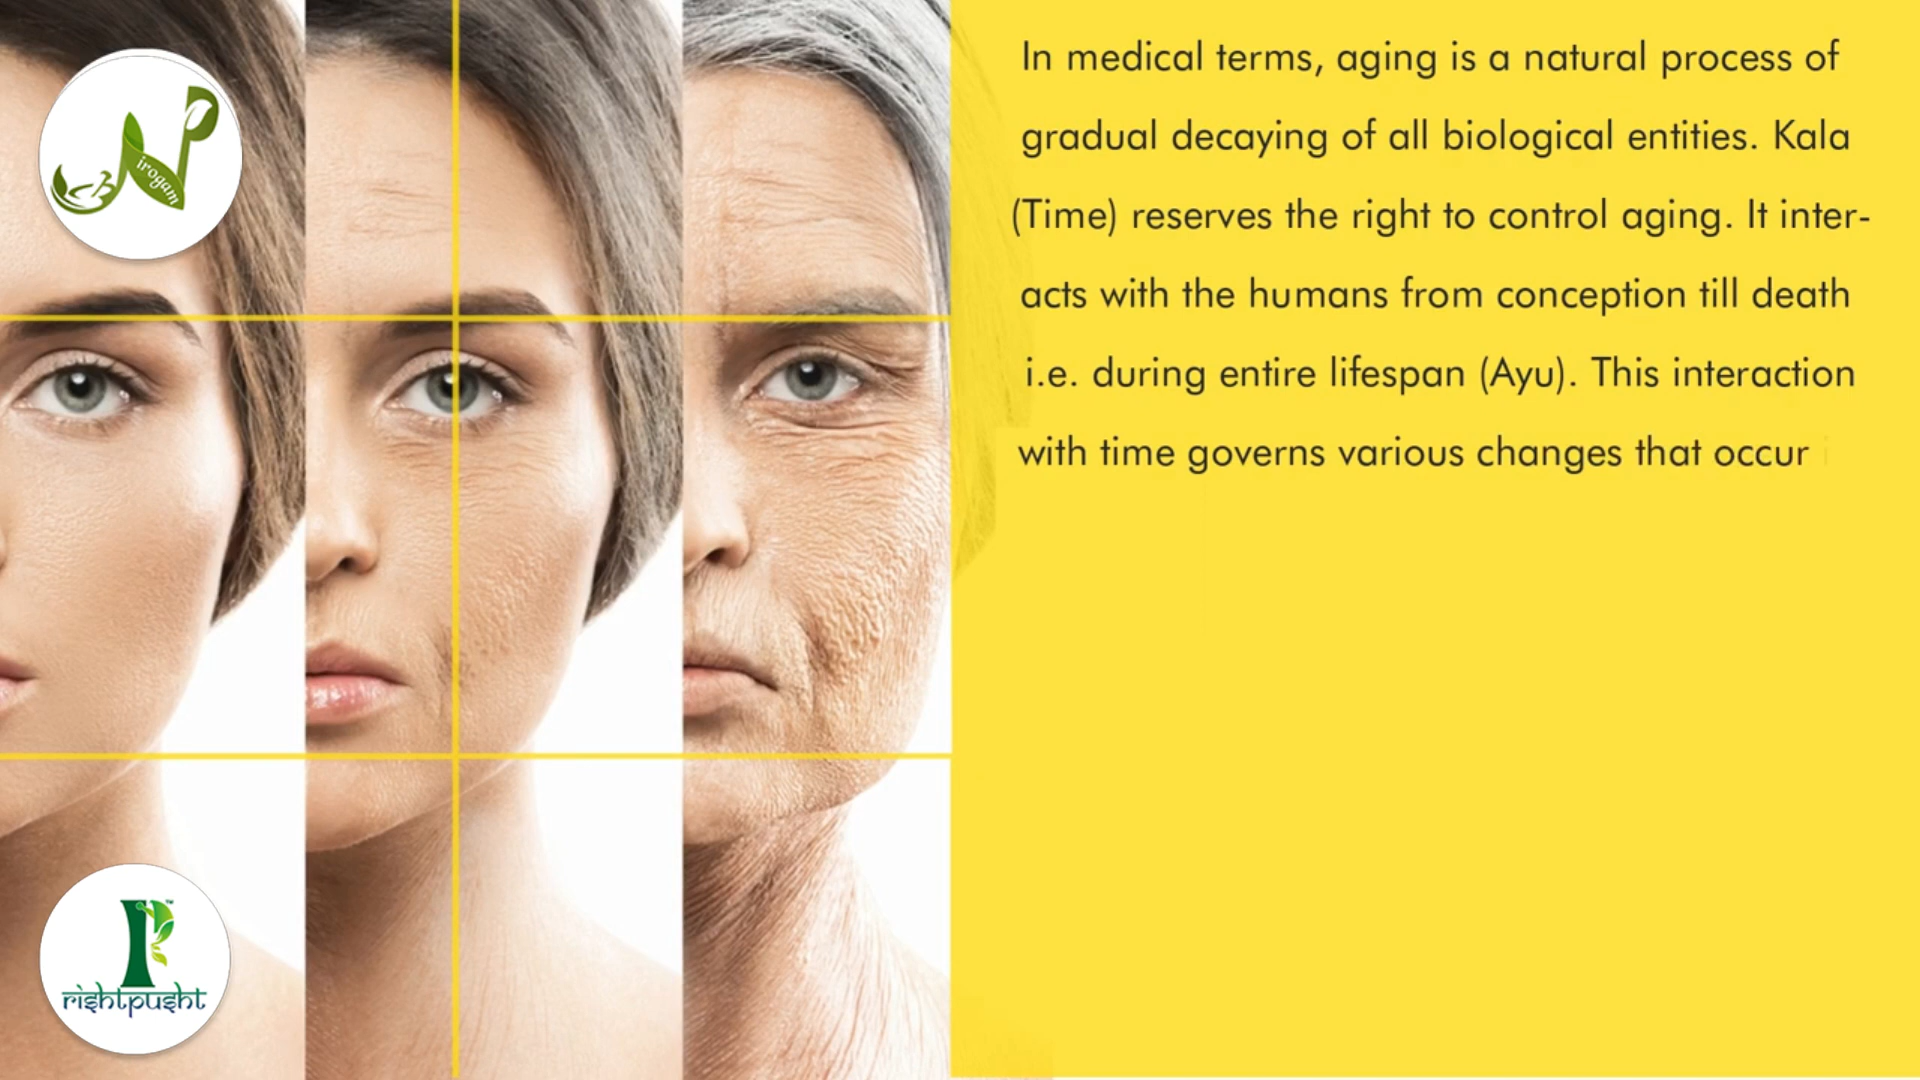 irogam
rishtpusht
TM
In medical terms, aging is a natural process of
gradual decaying of all biological entities. Kala
(Time) reserves the right to control aging. It inter-
acts with the humans from conception till death
i.e. during entire lifespan (Ayu). This interaction
with time governs various changes that occur i